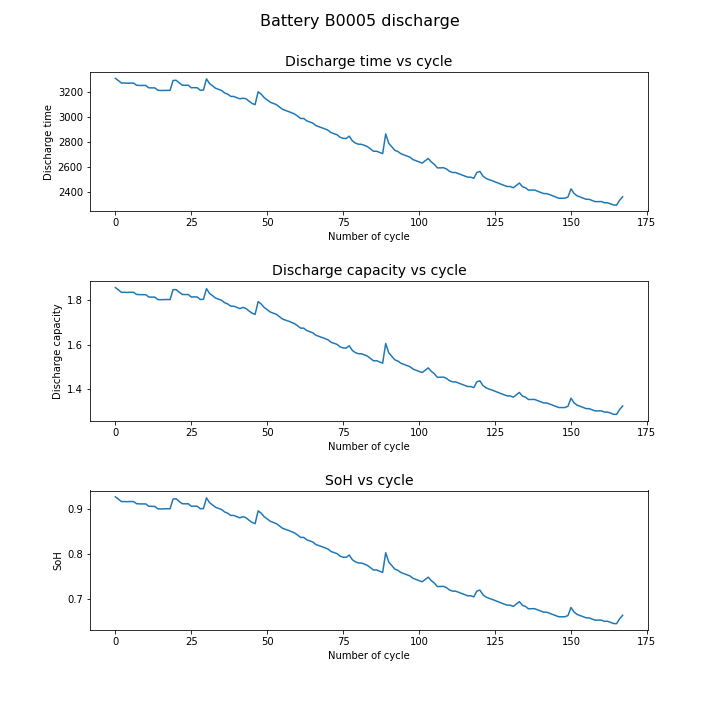 Battery B0005 discharge
Discharge time vs cycle
3200
3000
2800
2600
2400
Discharge time
0 25 50 75 100 125 150 175
Number of cycle
Discharge capacity vs cycle
1.8
1.6
1.4
Discharge capacity
0 25 50 75 100 125 150 175
Number of cycle
SoH vs cycle
0.9
0.8
0.7
SoH
0 25 50 75 100 125 150 175
Number of cycle